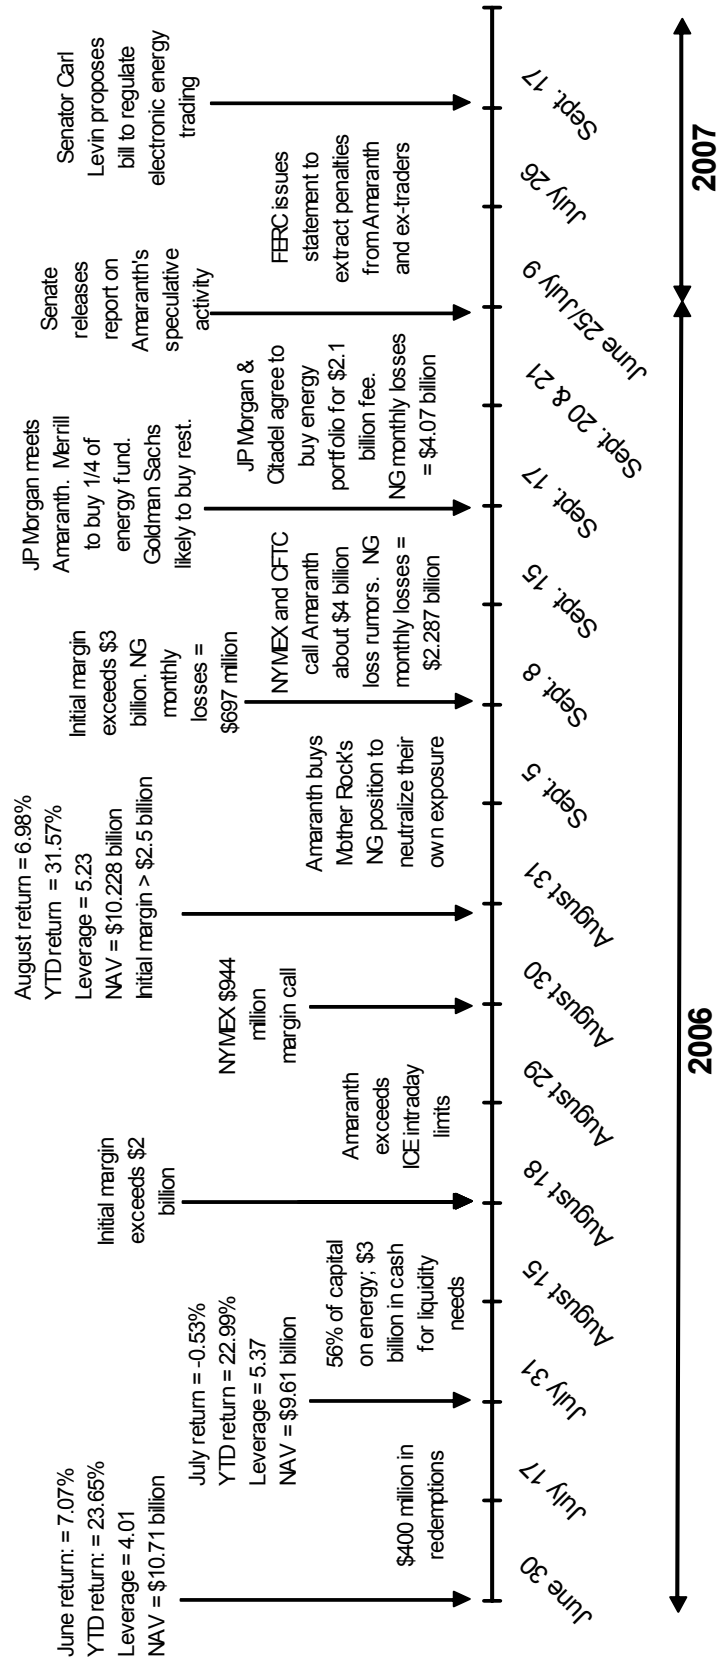 June return: = 7.07%
YTD return: = 23.65%
Leverage = 4.01
NAV = $10.71 billion
$400 million in
redemptions
July return = -0.53%
YTD return = 22.99%
Leverage = 5.37
NAV = $9.61 billion
56% of capital
on energy; $3
billion in cash
for liquidity
needs
Initial margin
exceeds $2
billion
Amaranth
exceeds
ICE intraday
limits
NYMEX $944
million
margin call
August return = 6.98%
YTD return = 31.57%
Leverage = 5.23
NAV = $10.228 billion
Initial margin > $2.5 billion
Amaranth buys
Mother Rock's
NG position to
neutralize their
own exposure
Initial margin
exceeds $3
billion. NG
monthly
losses =
$697 million
NYMEX and CFTC
call Amaranth
about $4 billion
loss rumors. NG
monthly losses =
$2.287 billion
JP Morgan meets
Amaranth. Merrill
to buy 1/4 of
energy fund.
Goldman Sachs
likely to buy rest.
JP Morgan &
Citadel agree to
buy energy
portfolio for $2.1
billion fee.
NG monthly losses
= $4.07 billion
Senate
releases
report on
Amaranth's
speculative
activity
FERC issues
statement to
extract penalties
from Amaranth
and ex-traders
Senator Carl
Levin proposes
bill to regulate
electronic energy
trading
June 30
July 17
July 31
August 15
August 18
August 29
August 30
August 31
Sept. 5
Sept. 8
Sept. 15
Sept. 17
Sept. 20 & 21
June 25/July 9
July 26
Sept. 17
2006
2007